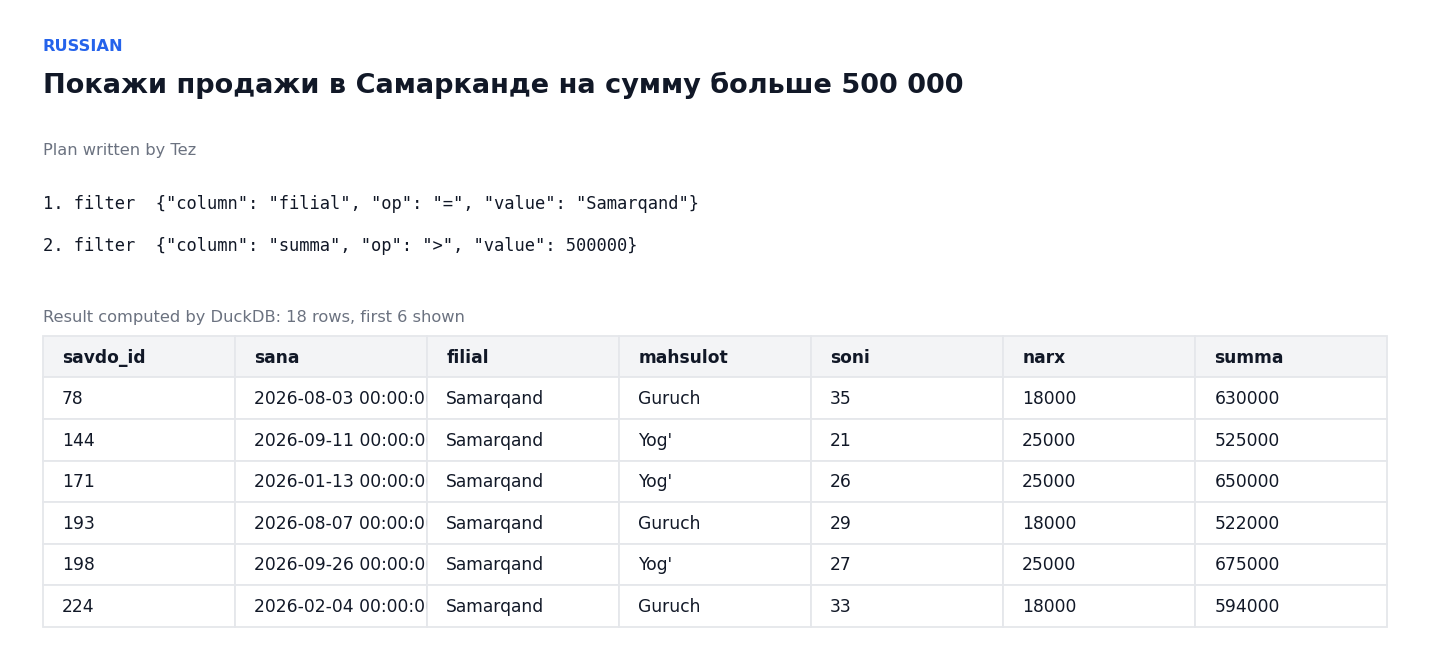 RUSSIAN
Покажи продажи в Самарканде на сумму больше 500 000
Plan written by Tez
1. filter  {"column": "filial", "op": "=", "value": "Samarqand"}
2. filter  {"column": "summa", "op": ">", "value": 500000}
Result computed by DuckDB: 18 rows, first 6 shown
savdo_id sana filial mahsulot soni narx summa
78 2026-08-03 00:00:0 Samarqand Guruch 35 18000 630000
144 2026-09-11 00:00:0 Samarqand Yog' 21 25000 525000
171 2026-01-13 00:00:0 Samarqand Yog' 26 25000 650000
193 2026-08-07 00:00:0 Samarqand Guruch 29 18000 522000
198 2026-09-26 00:00:0 Samarqand Yog' 27 25000 675000
224 2026-02-04 00:00:0 Samarqand Guruch 33 18000 594000